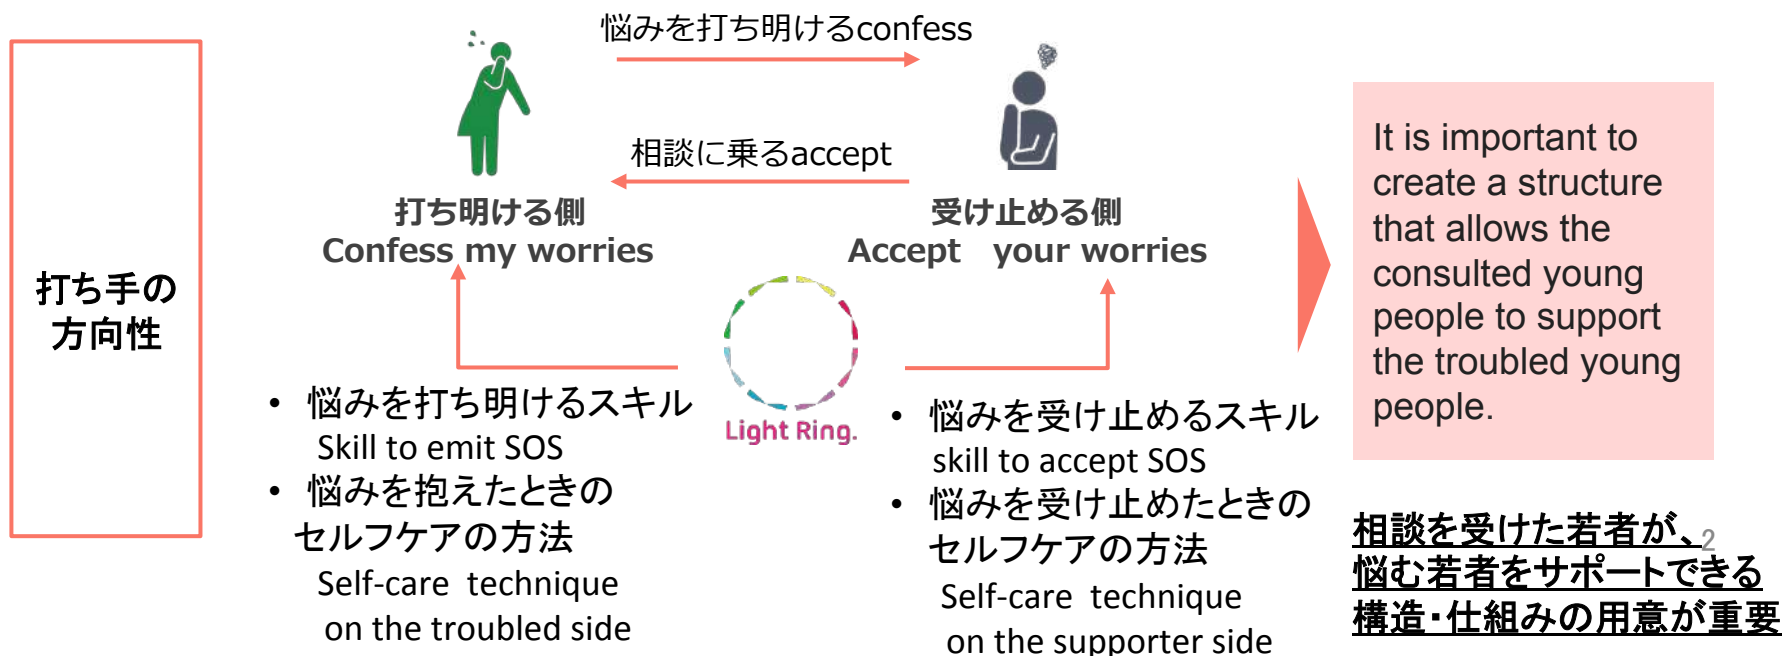 打ち手の
方向性
悩みを打ち明けるconfess
相談に乗るaccept
打ち明ける側
Confess my worries
受け止める側
Accept your worries
Light Ring.
• 悩みを打ち明けるスキル
Skill to emit SOS
• 悩みを抱えたときの
セルフケアの方法
Self-care technique
on the troubled side
• 悩みを受け止めるスキル
skill to accept SOS
• 悩みを受け止めたときの
セルフケアの方法
Self-care technique
on the supporter side
It is important to
create a structure
that allows the
consulted young
people to support
the troubled young
people.
相談を受けた若者が、
悩む若者をサポートできる
構造・仕組みの用意が重要
2